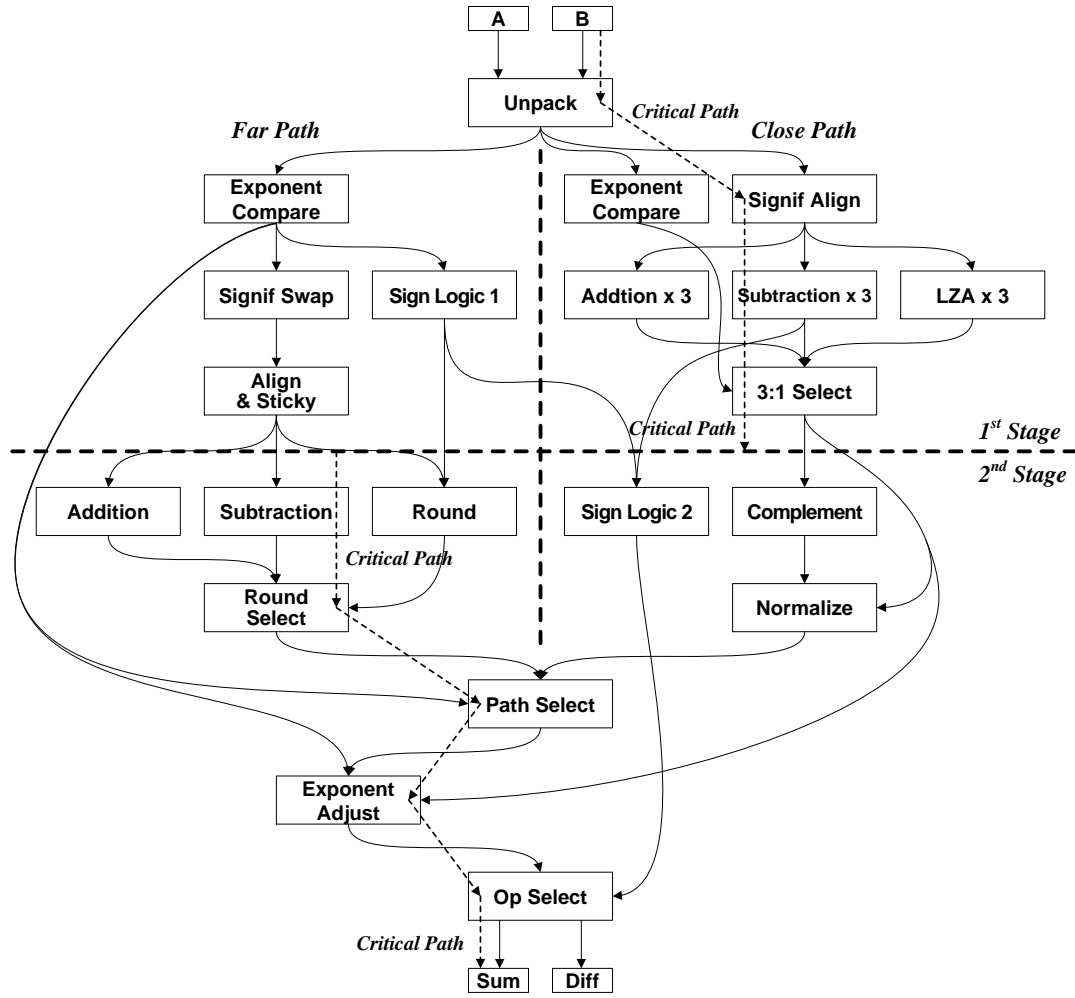 A
B
Unpack
Critical Path
Far Path
Close Path
Exponent
Compare
Exponent
Compare
Signif Align
Signif Swap
Sign Logic 1
Addtion x 3
Subtraction x 3
LZA x 3
Align
& Sticky
3:1 Select
Critical Path
1st Stage
2nd Stage
Addition
Subtraction
Round
Sign Logic 2
Complement
Critical Path
Round
Select
Normalize
Path Select
Exponent
Adjust
Op Select
Critical Path
Sum
Diff